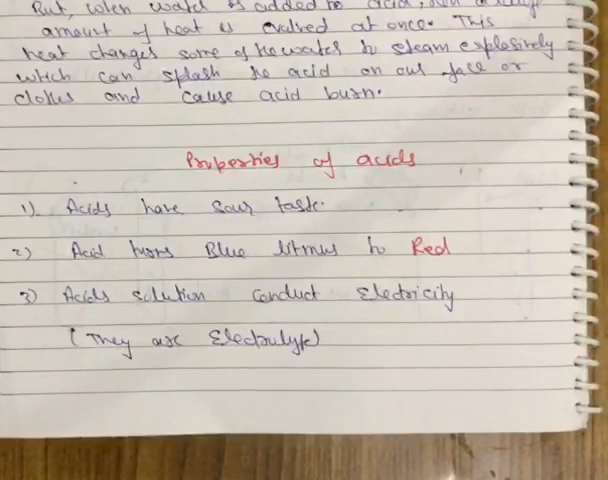 But, when water is added to acid, then a large
amount of heat is evolved at once. This
heat changes some of the water to steam explosively
which can splash the acid on our face or
clothes and cause acid burn.
Properties of acids
1) Acids have sour taste.
2) Acid turns Blue litmus to Red
3) Acids solution conduct Electricity
(They are Electrolyte)